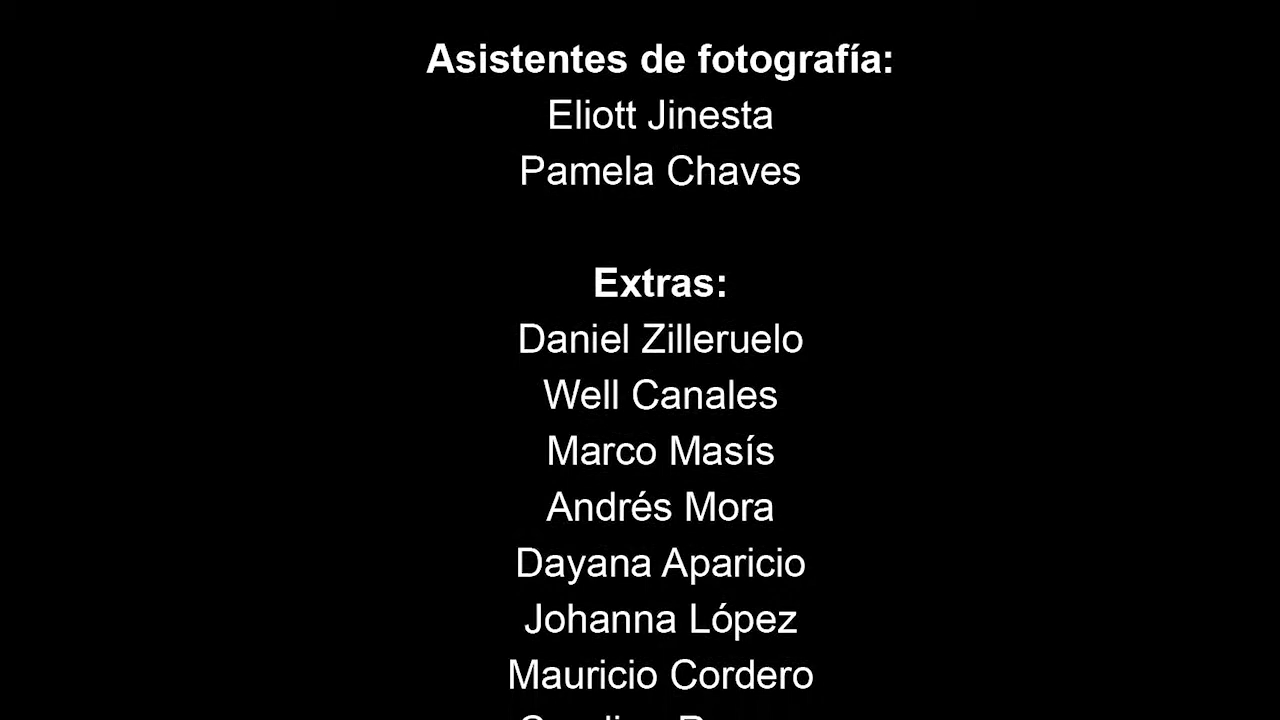 Asistentes de fotografía:
Eliott Jinesta
Pamela Chaves
Extras:
Daniel Zilleruelo
Well Canales
Marco Masís
Andrés Mora
Dayana Aparicio
Johanna López
Mauricio Cordero